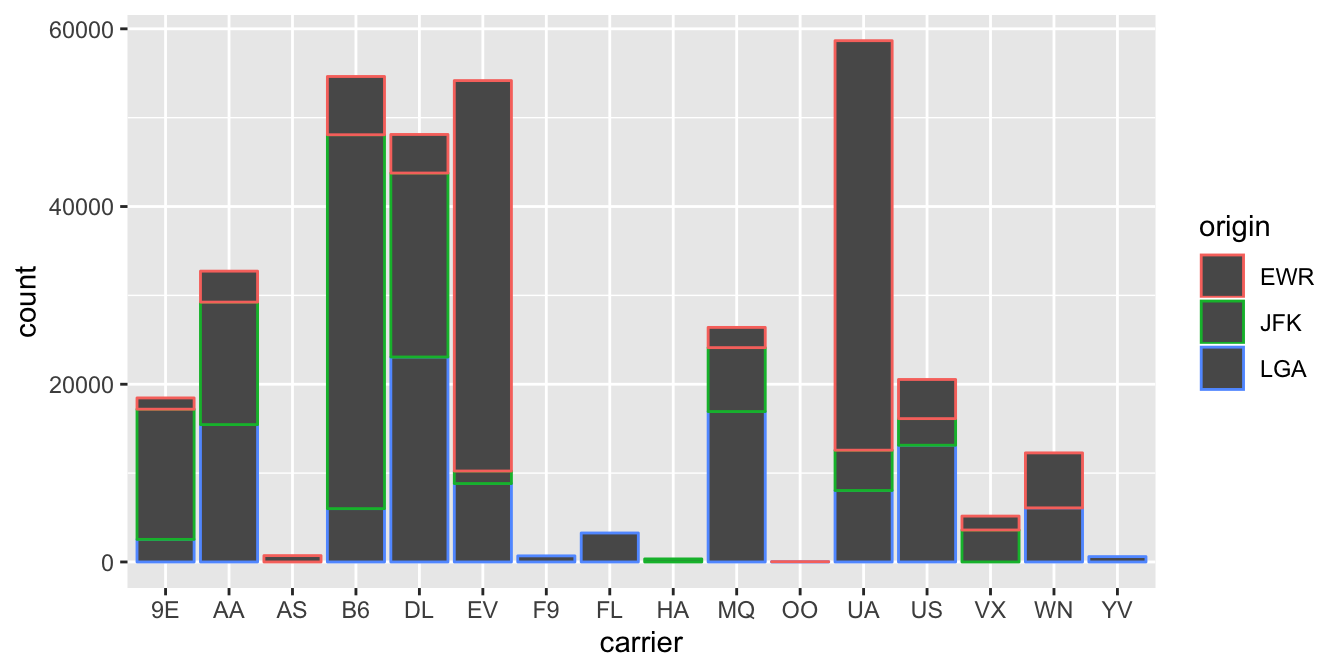 60000
40000
20000
0
count
9E AA AS B6 DL EV F9 FL HA MQ OO UA US VX WN YV
carrier
origin
EWR
JFK
LGA